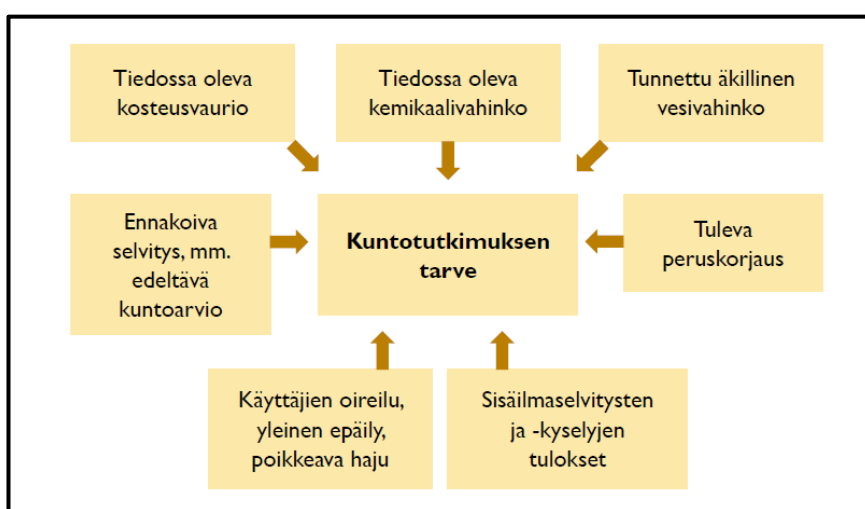 Tiedossa oleva
kosteusvaurio
Tiedossa oleva
kemikaalivahinko
Tunnettu äkillinen
vesivahinko
Ennakoiva
selvitys, mm.
edeltävä
kuntoarvio
Kuntotutkimuksen
tarve
Tuleva
peruskorjaus
Käyttäjien oireilu,
yleinen epäily,
poikkeava haju
Sisäilmaselvitysten
ja -kyselyjen
tulokset